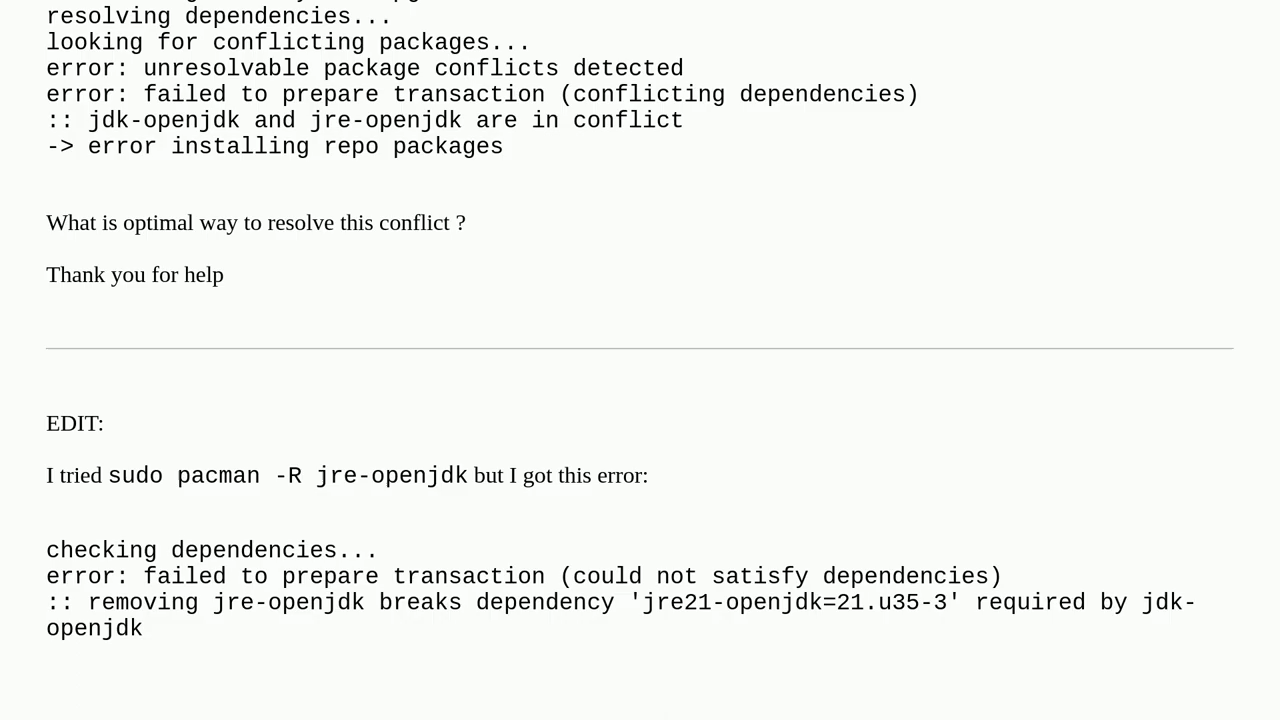 resolving dependencies...
looking for conflicting packages...
error: unresolvable package conflicts detected
error: failed to prepare transaction (conflicting dependencies)
:: jdk-openjdk and jre-openjdk are in conflict
-> error installing repo packages
What is optimal way to resolve this conflict ?
Thank you for help
EDIT:
I tried sudo pacman -R jre-openjdk but I got this error:
checking dependencies...
error: failed to prepare transaction (could not satisfy dependencies)
:: removing jre-openjdk breaks dependency 'jre21-openjdk=21.u35-3' required by jdk-
openjdk